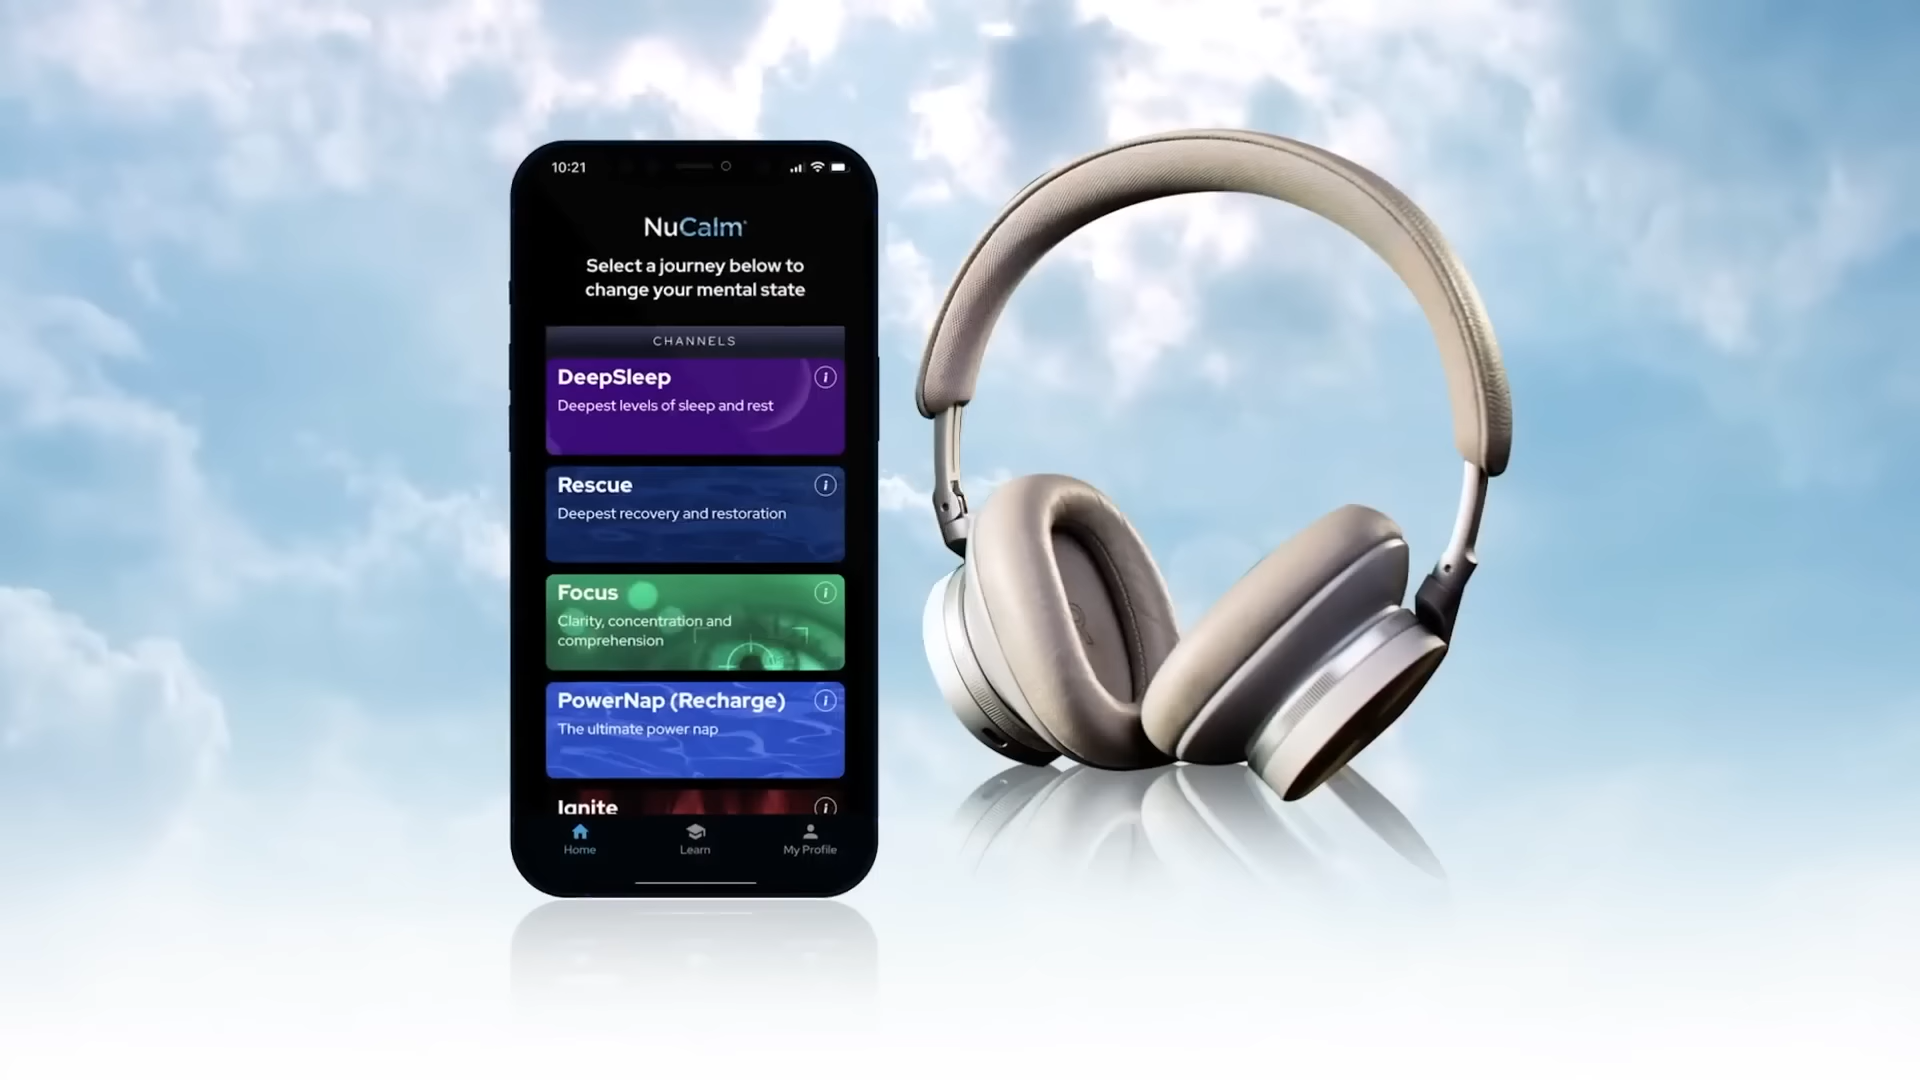 10:21
NuCalm
Select a journey below to
change your mental state
CHANNELS
DeepSleep
Deepest levels of sleep and rest
Rescue
Deepest recovery and restoration
Focus
Clarity, concentration and
comprehension
PowerNap (Recharge)
The ultimate power nap
Ignite
Home
Learn
My Profile